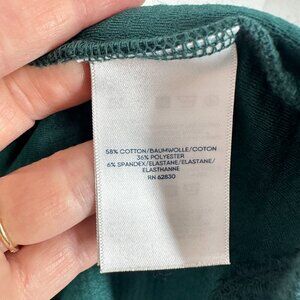 58% COTTON/BAUMWOLLE/COTON
36% POLYESTER
6% SPANDEX/ELASTANE/ELASTANE/
ELASTHANNE
RN 62830